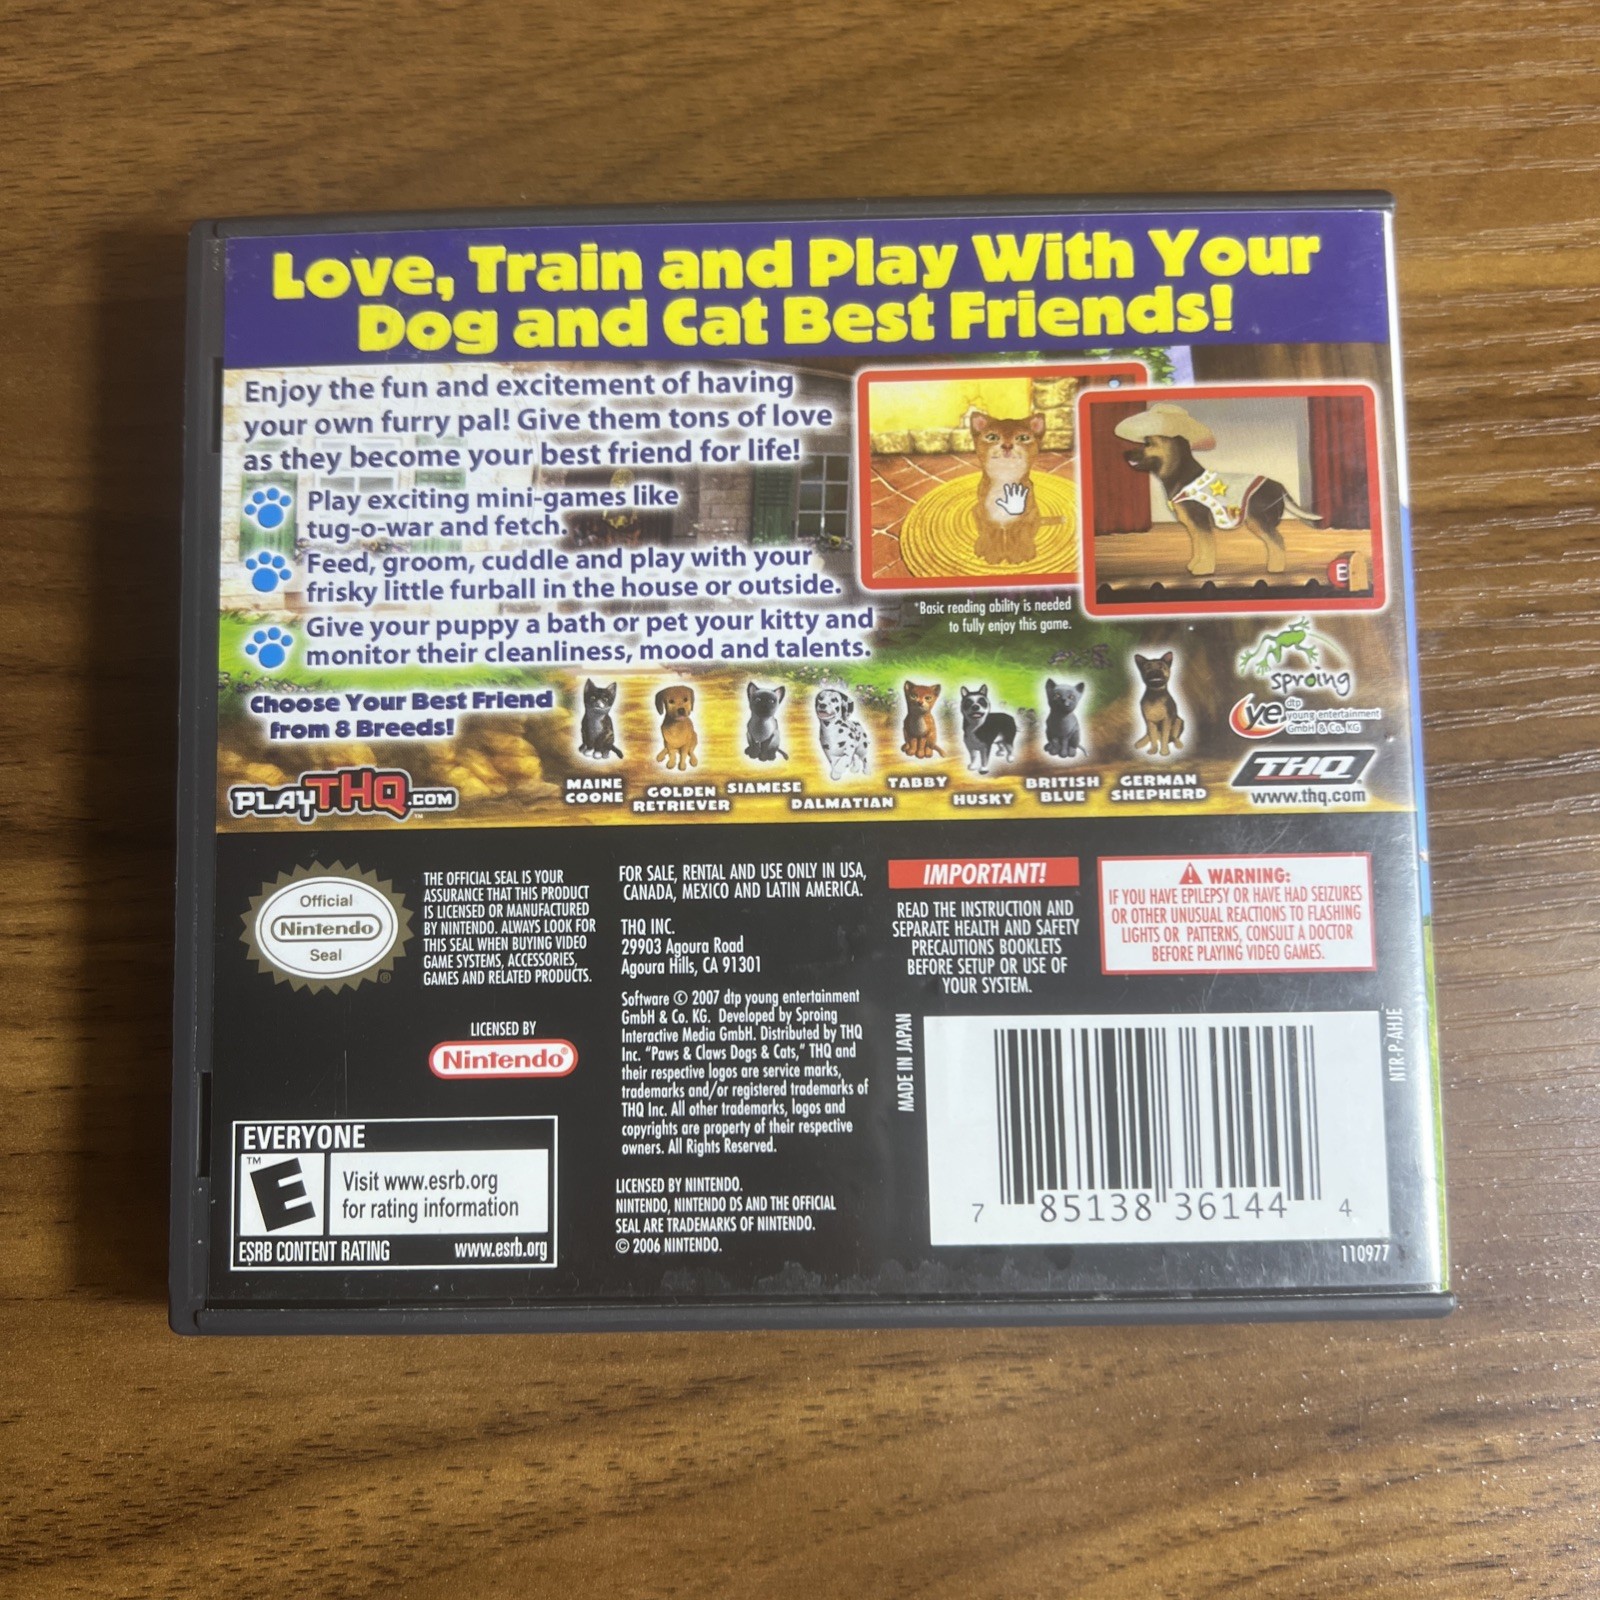 Love, Train and Play With Your
Dog and Cat Best Friends!
Enjoy the fun and excitement of having
your own furry pal! Give them tons of love
as they become your best friend for life!
Play exciting mini-games like
tug-o-war and fetch.
Feed, groom, cuddle and play with your
frisky little furball in the house or outside.
Give your puppy a bath or pet your kitty and
monitor their cleanliness, mood and talents.
E
*Basic reading ability is needed
to fully enjoy this game.
Choose Your Best Friend
from 8 Breeds!
MAINE
COONE
GOLDEN
RETRIEVER
SIAMESE
DALMATIAN
TABBY
HUSKY
BRITISH
BLUE
GERMAN
SHEPHERD
sproing
ye dtp
young entertainment
GmbH & Co. KG
THQ
www.thq.com
PLAYTHQ.COM™
Official
Nintendo
Seal
®
THE OFFICIAL SEAL IS YOUR
ASSURANCE THAT THIS PRODUCT
IS LICENSED OR MANUFACTURED
BY NINTENDO. ALWAYS LOOK FOR
THIS SEAL WHEN BUYING VIDEO
GAME SYSTEMS, ACCESSORIES,
GAMES AND RELATED PRODUCTS.
LICENSED BY
Nintendo®
EVERYONE
™
E
Visit www.esrb.org
for rating information
ESRB CONTENT RATING www.esrb.org
FOR SALE, RENTAL AND USE ONLY IN USA,
CANADA, MEXICO AND LATIN AMERICA.
THQ INC.
29903 Agoura Road
Agoura Hills, CA 91301
Software © 2007 dtp young entertainment
GmbH & Co. KG. Developed by Sproing
Interactive Media GmbH. Distributed by THQ
Inc. "Paws & Claws Dogs & Cats," THQ and
their respective logos are service marks,
trademarks and/or registered trademarks of
THQ Inc. All other trademarks, logos and
copyrights are property of their respective
owners. All Rights Reserved.
LICENSED BY NINTENDO.
NINTENDO, NINTENDO DS AND THE OFFICIAL
SEAL ARE TRADEMARKS OF NINTENDO.
© 2006 NINTENDO.
IMPORTANT!
READ THE INSTRUCTION AND
SEPARATE HEALTH AND SAFETY
PRECAUTIONS BOOKLETS
BEFORE SETUP OR USE OF
YOUR SYSTEM.
WARNING:
IF YOU HAVE EPILEPSY OR HAVE HAD SEIZURES
OR OTHER UNUSUAL REACTIONS TO FLASHING
LIGHTS OR PATTERNS, CONSULT A DOCTOR
BEFORE PLAYING VIDEO GAMES.
MADE IN JAPAN
NTR-P-AHJE
7 85138 36144 4
110977